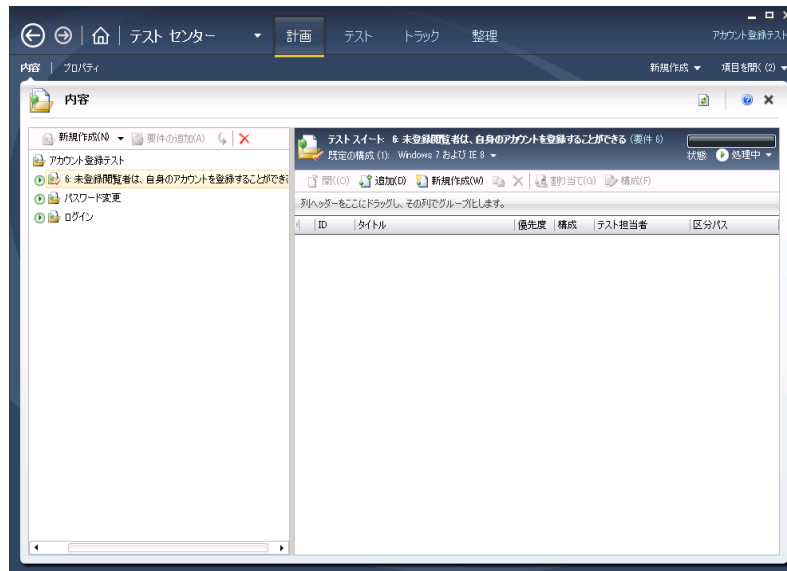 テスト センター 計画 テスト トラック 整理 アカウント登録テスト
内容 | プロパティ 新規作成 項目を開く (2)
内容
新規作成(N) 要件の追加(A)
アカウント登録テスト
6: 未登録閲覧者は、自身のアカウントを登録することができ
パスワード変更
ログイン
テスト スイート: 6: 未登録閲覧者は、自身のアカウントを登録することができる (要件 6)
既定の構成 (1): Windows 7 および IE 8
状態: 処理中
開く(O) 追加(D) 新規作成(W) 割り当て(G) 構成(F)
列ヘッダーをここにドラッグし、その列でグループ化します。
ID タイトル 優先度 構成 テスト担当者 区分パス